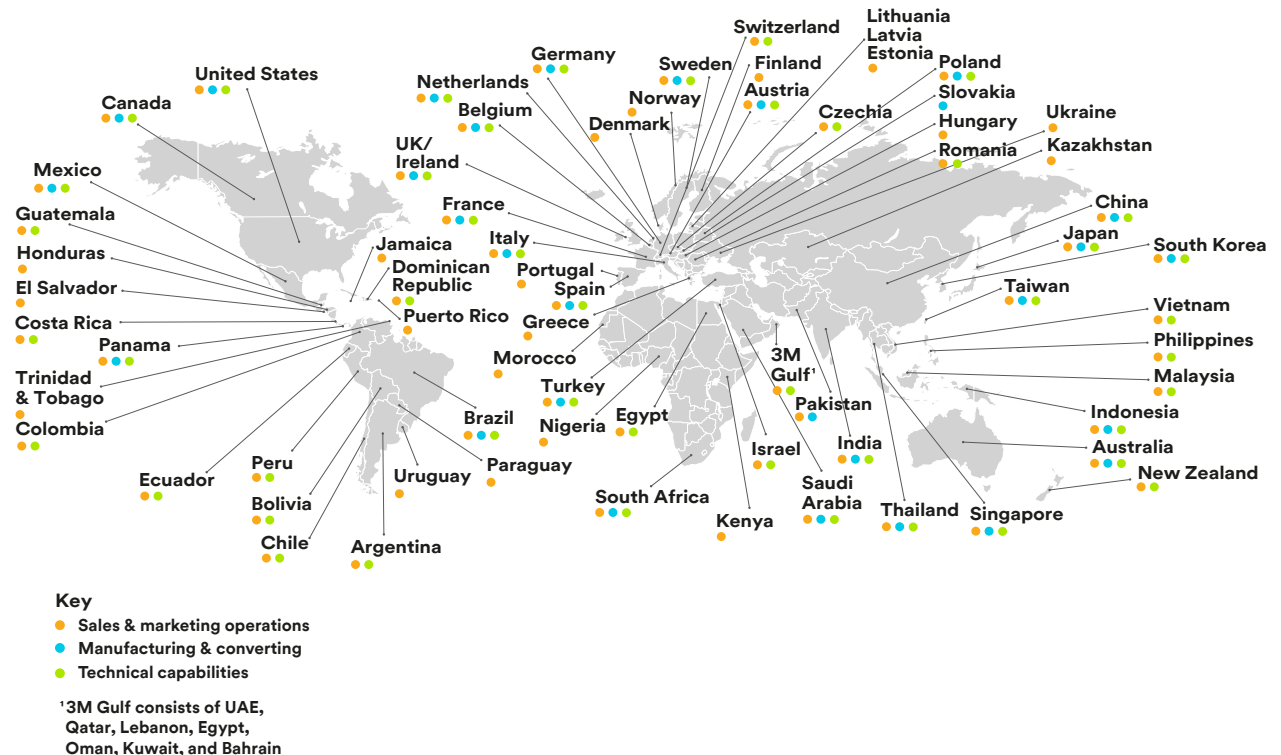 United States
Canada
Mexico
Guatemala
Honduras
El Salvador
Costa Rica
Panama
Trinidad
& Tobago
Colombia
Ecuador
Peru
Bolivia
Chile
Argentina
Uruguay
Paraguay
Brazil
Jamaica
Dominican
Republic
Puerto Rico
Germany
Netherlands
Belgium
UK/
Ireland
France
Italy
Portugal
Spain
Greece
Morocco
Turkey
Nigeria
Egypt
South Africa
Kenya
Israel
Saudi
Arabia
3M
Gulf¹
Pakistan
India
Thailand
Singapore
Switzerland
Sweden
Finland
Norway
Austria
Denmark
Lithuania
Latvia
Estonia
Czechia
Poland
Slovakia
Hungary
Romania
Ukraine
Kazakhstan
China
Japan
South Korea
Taiwan
Vietnam
Philippines
Malaysia
Indonesia
Australia
New Zealand
Key
Sales & marketing operations
Manufacturing & converting
Technical capabilities
¹3M Gulf consists of UAE,
Qatar, Lebanon, Egypt,
Oman, Kuwait, and Bahrain